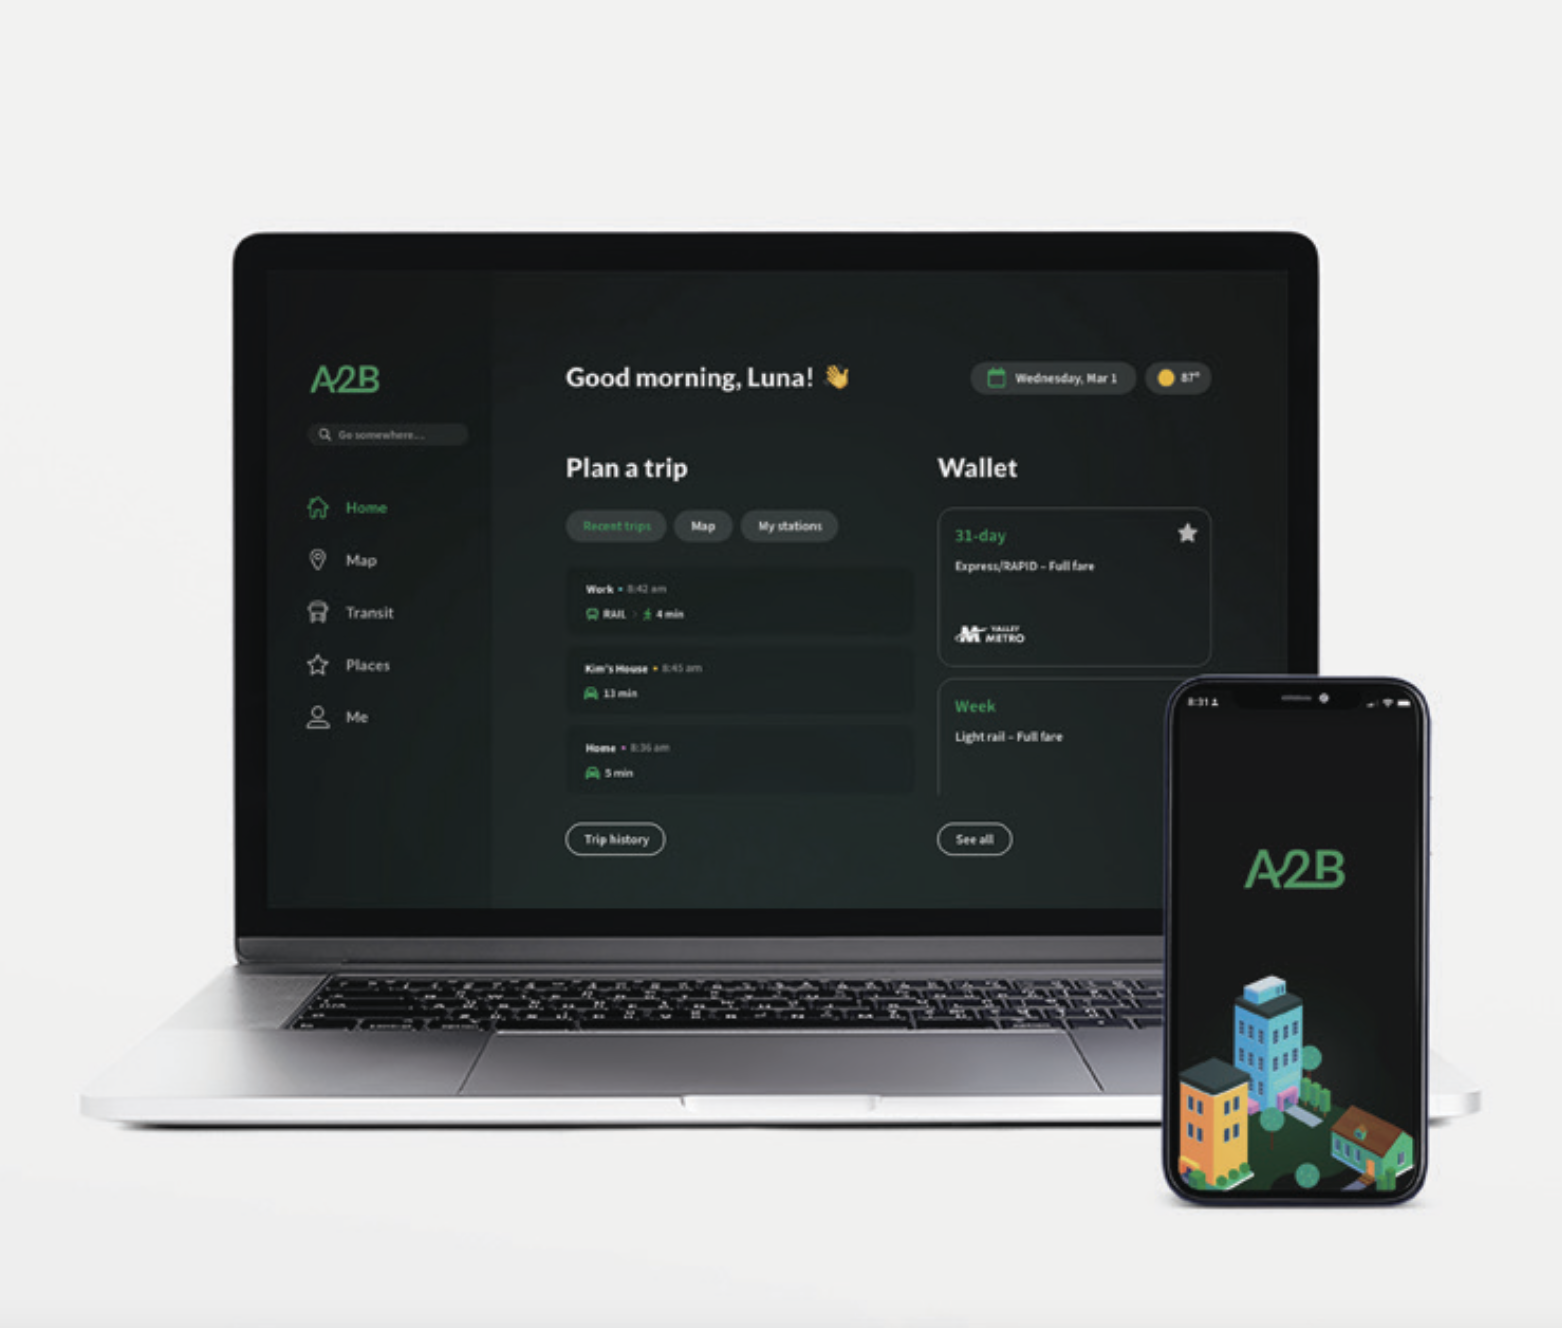 A2B
Go somewhere...
Home
Map
Transit
Places
Me
Good morning, Luna! 👋
Wednesday, Mar 1
87°
Plan a trip
Recent trips
Map
My stations
Work • 8:42 am
RAIL > 4 min
Kim's House • 8:45 am
13 min
Home • 8:36 am
5 min
Trip history
Wallet
31-day
Express/RAPID – Full fare
VALLEY
METRO
Week
Light rail – Full fare
See all
8:31
A2B